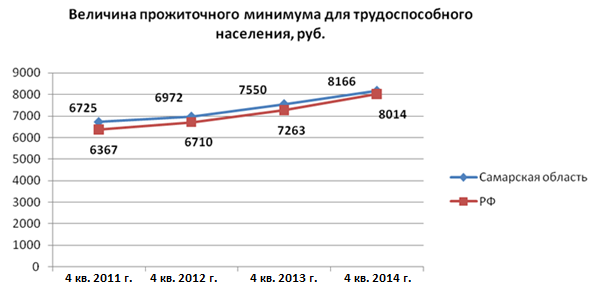 Величина прожиточного минимума для трудоспособного
населения, руб.
9000
8000
7000
6000
5000
4000
3000
2000
1000
0
6725
6972
7550
8166
6367
6710
7263
8014
4 кв. 2011 г.
4 кв. 2012 г.
4 кв. 2013 г.
4 кв. 2014 г.
Самарская область
РФ